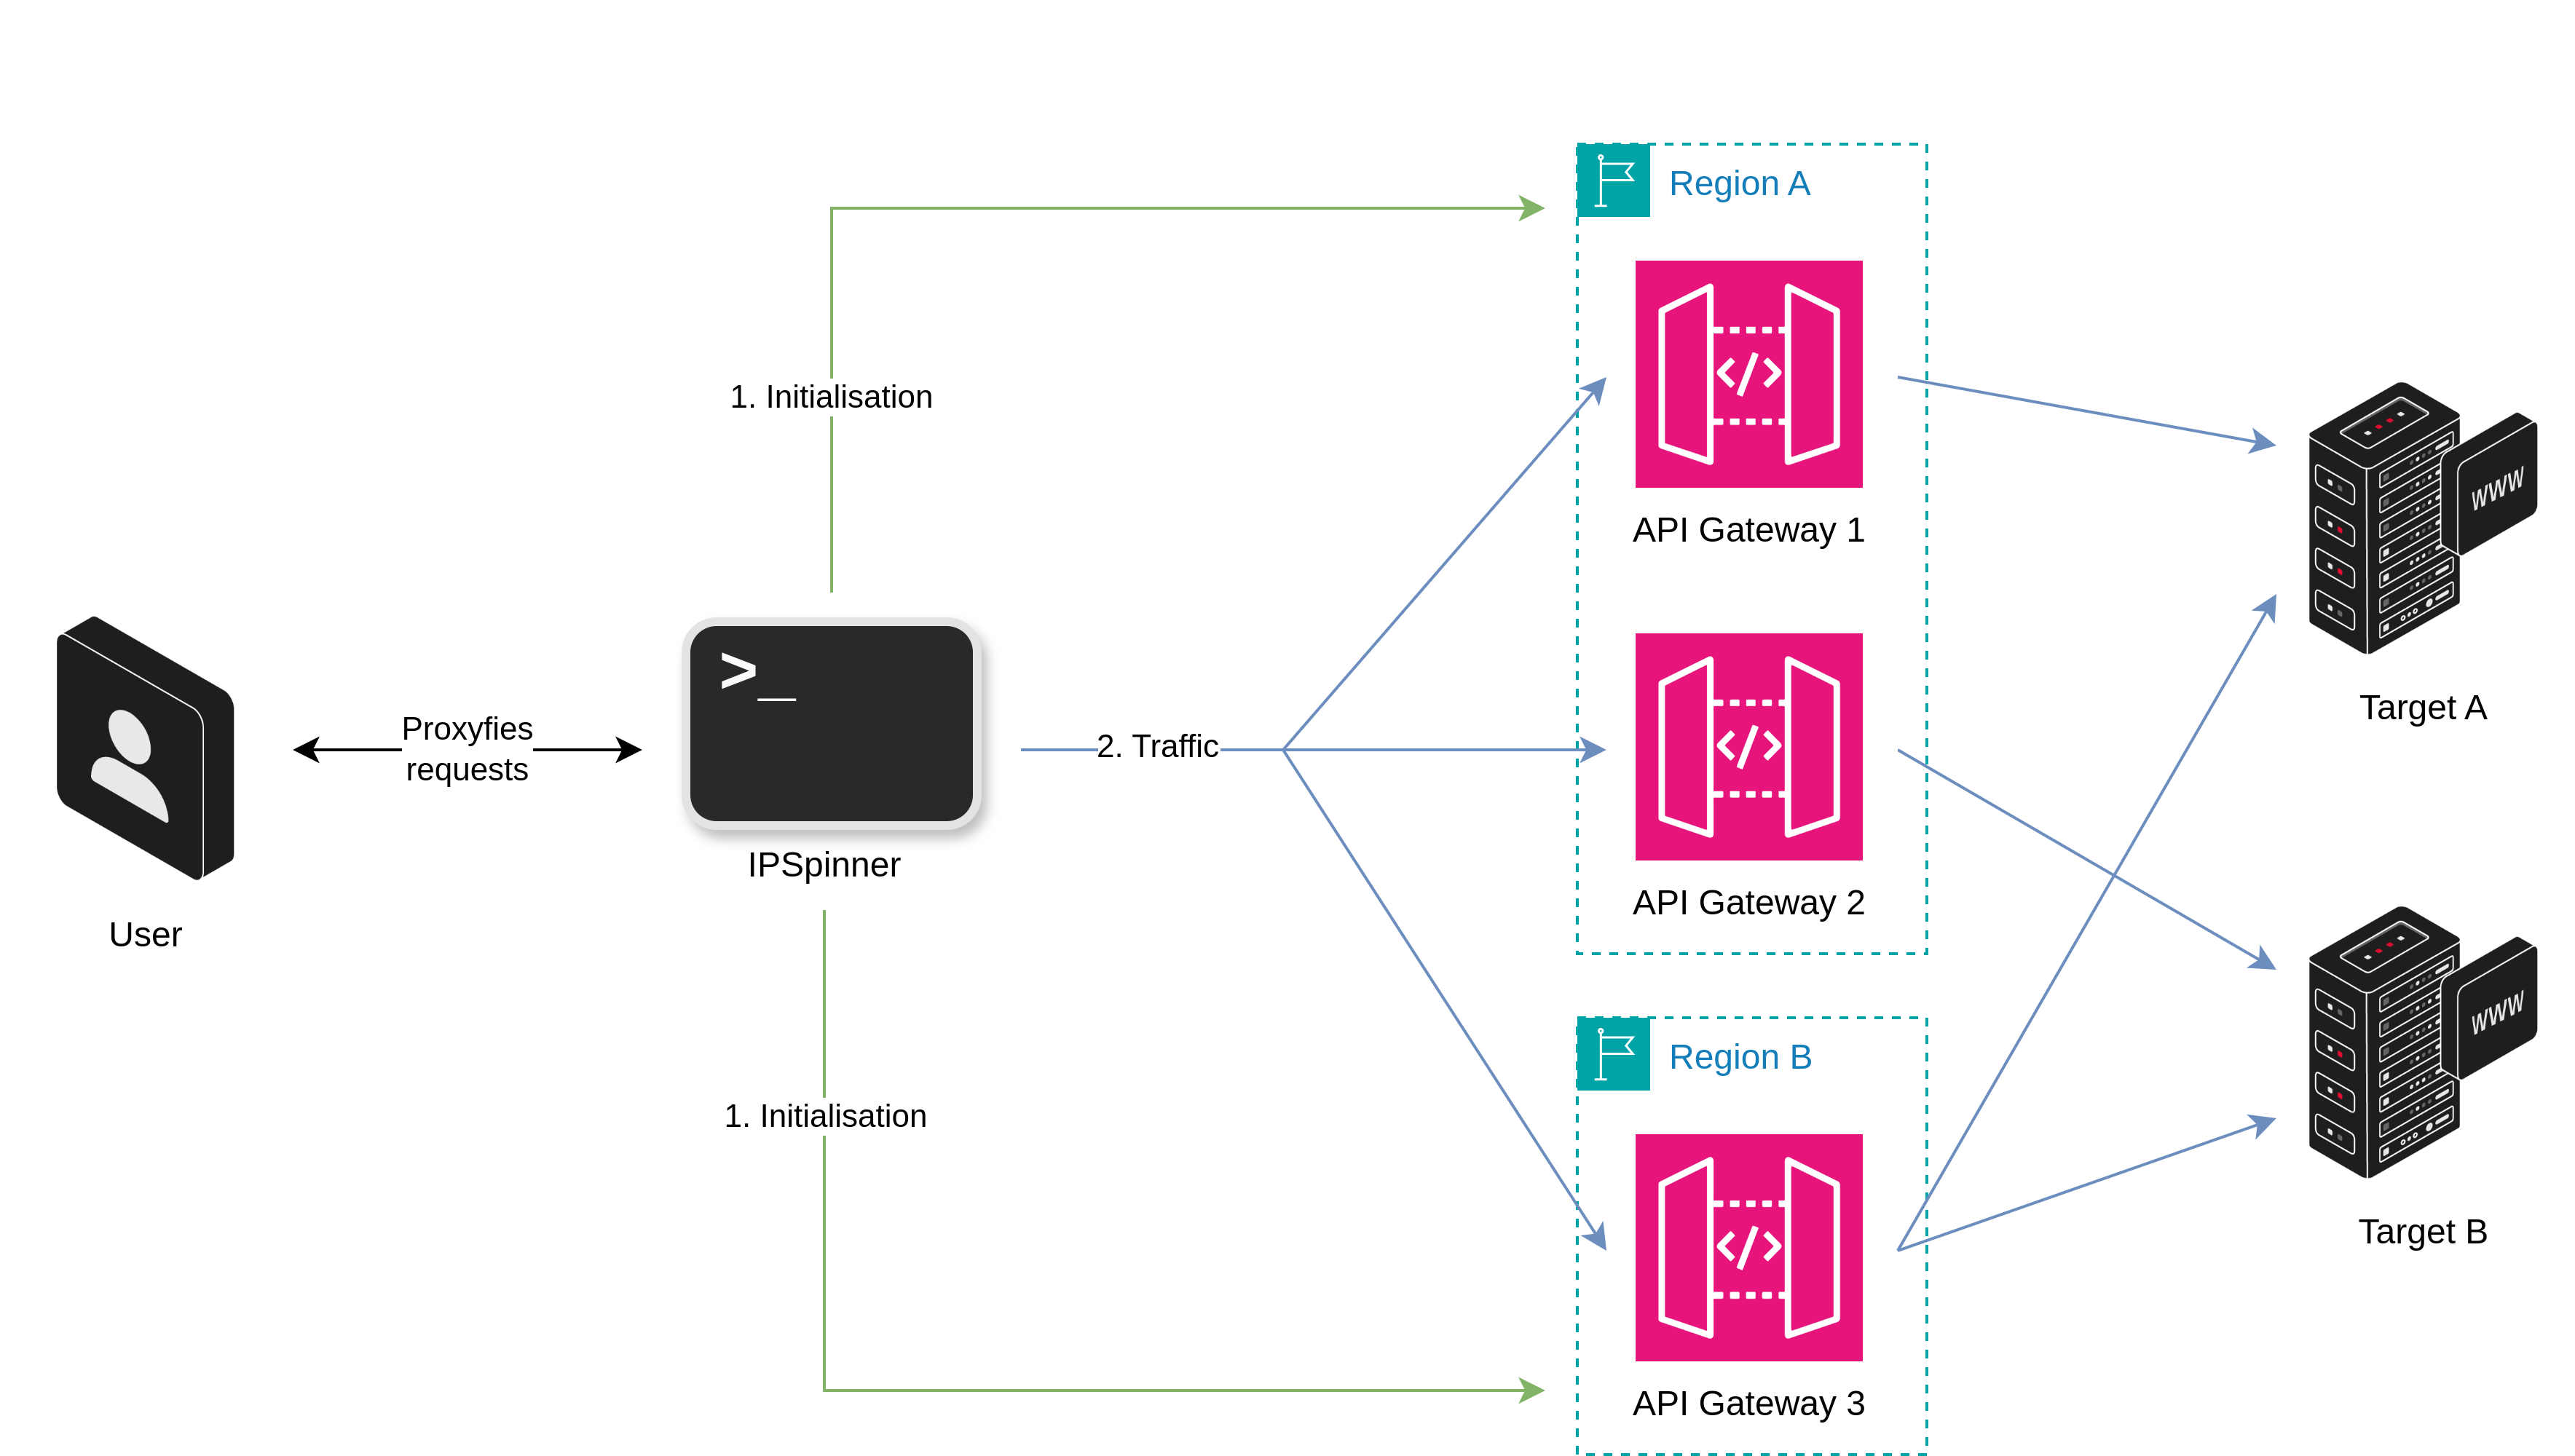 Region A
1. Initialisation
API Gateway 1
WWW
Target A
>_
Proxyfies
requests
2. Traffic
IPSpinner
User
API Gateway 2
Region B
WWW
1. Initialisation
Target B
API Gateway 3